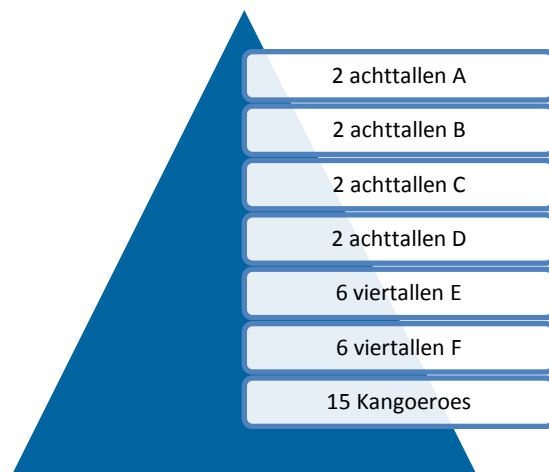 2 achttallen A
2 achttallen B
2 achttallen C
2 achttallen D
6 viertallen E
6 viertallen F
15 Kangoeroes